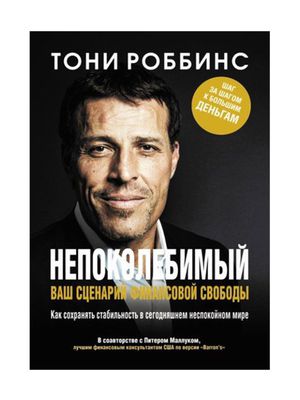 ТОНИ РОББИНС
ШАГ
ЗА ШАГОМ
К БОЛЬШИМ
ДЕНЬГАМ
НЕПОКОЛЕБИМЫЙ
ВАШ СЦЕНАРИЙ ФИНАНСОВОЙ СВОБОДЫ
Как сохранять стабильность в сегодняшнем неспокойном мире
В соавторстве с Питером Маллуком,
лучшим финансовым консультантом США по версии «Barron's»